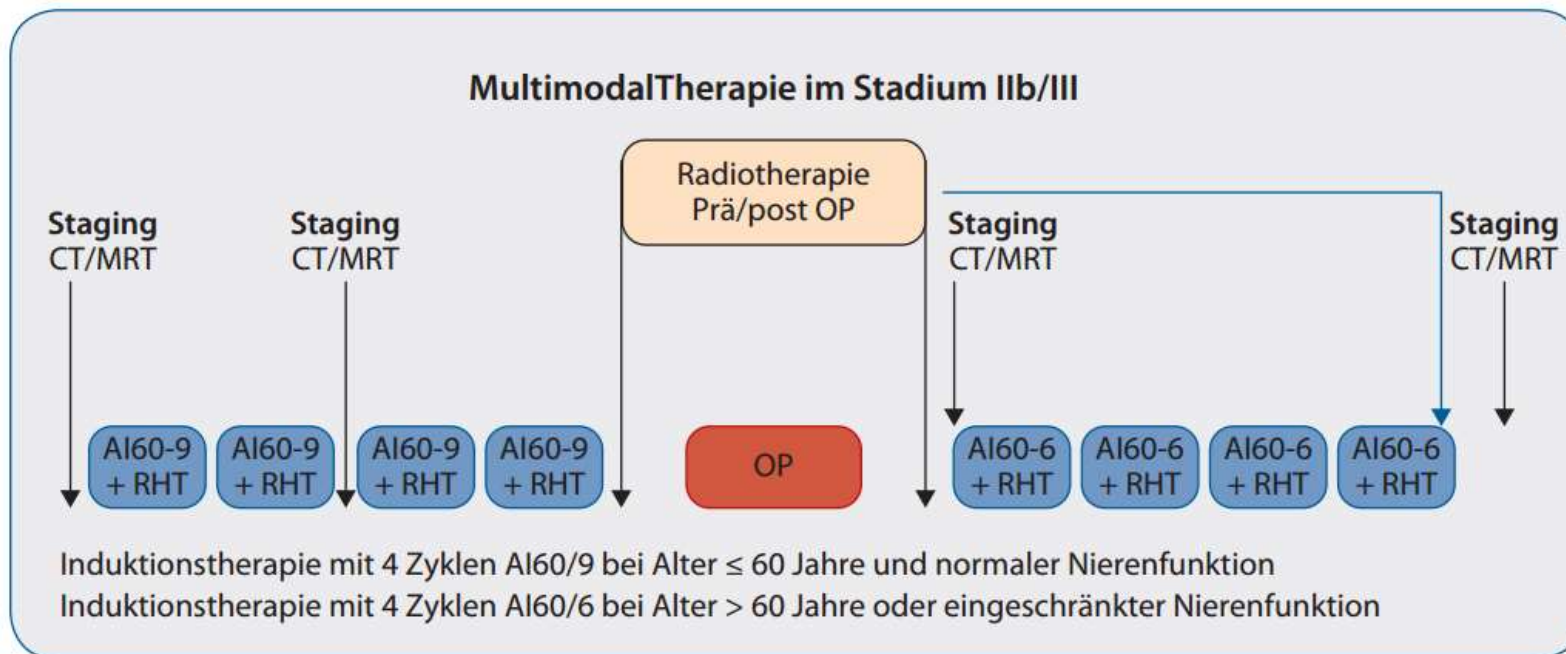 MultimodalTherapie im Stadium IIb/III
Radiotherapie
Prä/post OP
Staging
CT/MRT
Staging
CT/MRT
Staging
CT/MRT
Staging
CT/MRT
AI60-9
+ RHT
AI60-9
+ RHT
AI60-9
+ RHT
AI60-9
+ RHT
OP
AI60-6
+ RHT
AI60-6
+ RHT
AI60-6
+ RHT
AI60-6
+ RHT
Induktionstherapie mit 4 Zyklen AI60/9 bei Alter ≤ 60 Jahre und normaler Nierenfunktion
Induktionstherapie mit 4 Zyklen AI60/6 bei Alter > 60 Jahre oder eingeschränkter Nierenfunktion